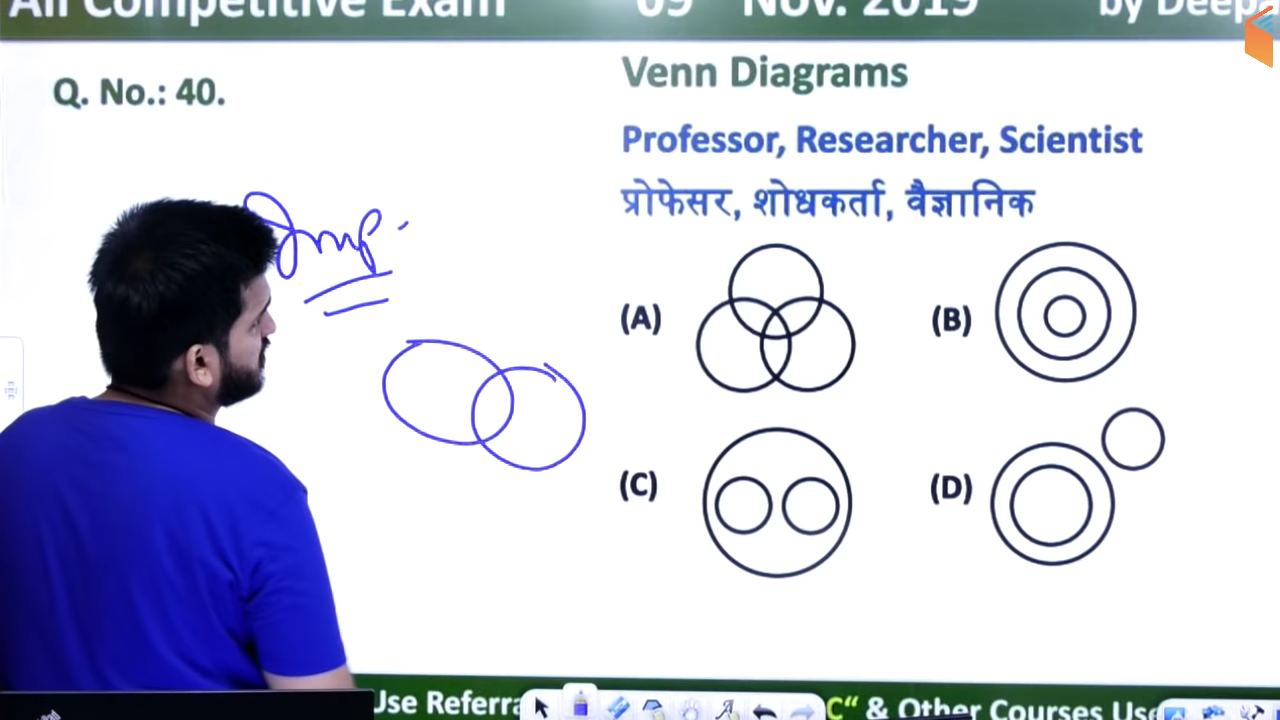 All Competitive Exam 09 Nov. 2019 by Deepa
Q. No.: 40.
Venn Diagrams
Professor, Researcher, Scientist
प्रोफेसर, शोधकर्ता, वैज्ञानिक
Imp.
(A)
(B)
(C)
(D)
Use Referra C“ & Other Courses Use